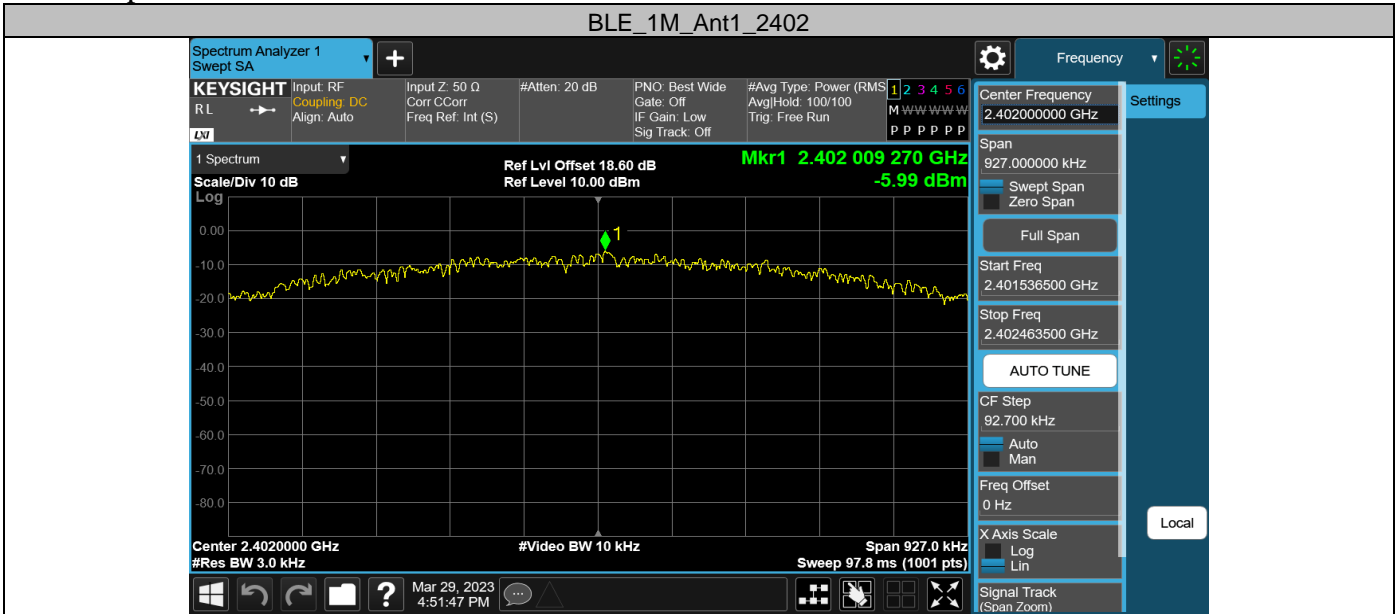 BLE_1M_Ant1_2402
Spectrum Analyzer 1
Swept SA
Frequency
KEYSIGHT
Input: RF
Input Z: 50 Ω
#Atten: 20 dB
PNO: Best Wide
#Avg Type: Power (RMS
1 2 3 4 5 6
R L
Coupling: DC
Corr CCorr
Gate: Off
Avg|Hold: 100/100
M W W W W W
Align: Auto
Freq Ref: Int (S)
IF Gain: Low
Trig: Free Run
LXI
Sig Track: Off
P P P P P P
1 Spectrum
Ref Lvl Offset 18.60 dB
Mkr1 2.402 009 270 GHz
Scale/Div 10 dB
Ref Level 10.00 dBm
-5.99 dBm
Log
1
0.00
-10.0
-20.0
-30.0
-40.0
-50.0
-60.0
-70.0
-80.0
Center 2.4020000 GHz
#Video BW 10 kHz
Span 927.0 kHz
#Res BW 3.0 kHz
Sweep 97.8 ms (1001 pts)
Mar 29, 2023
4:51:47 PM
Center Frequency
2.402000000 GHz
Settings
Span
927.000000 kHz
Swept Span
Zero Span
Full Span
Start Freq
2.401536500 GHz
Stop Freq
2.402463500 GHz
AUTO TUNE
CF Step
92.700 kHz
Auto
Man
Freq Offset
0 Hz
Local
X Axis Scale
Log
Lin
Signal Track
(Span Zoom)